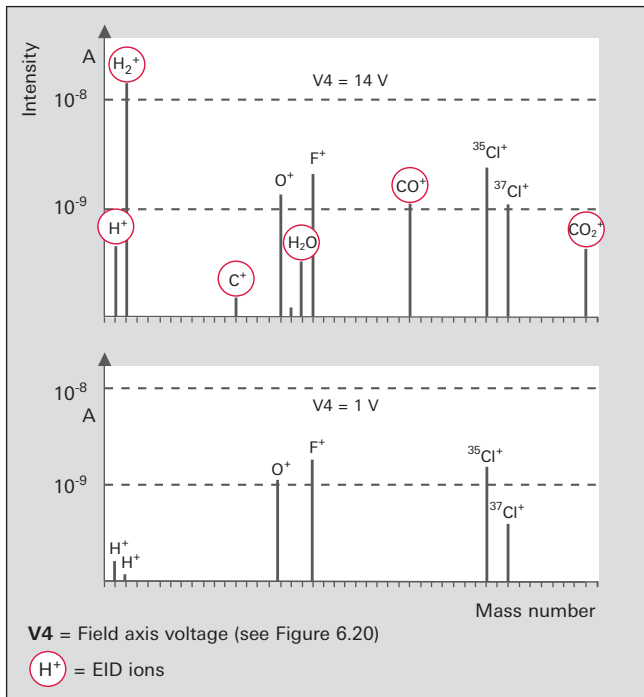 Intensity
A
H₂⁺
V4 = 14 V
10⁻⁸
³⁵Cl⁺
F⁺
O⁺
CO⁺
³⁷Cl⁺
10⁻⁹
H⁺
H₂O
CO₂⁺
C⁺
10⁻⁸
A
V4 = 1 V
³⁵Cl⁺
F⁺
O⁺
10⁻⁹
³⁷Cl⁺
H⁺
H⁺
Mass number
V4 = Field axis voltage (see Figure 6.20)
H⁺ = EID ions